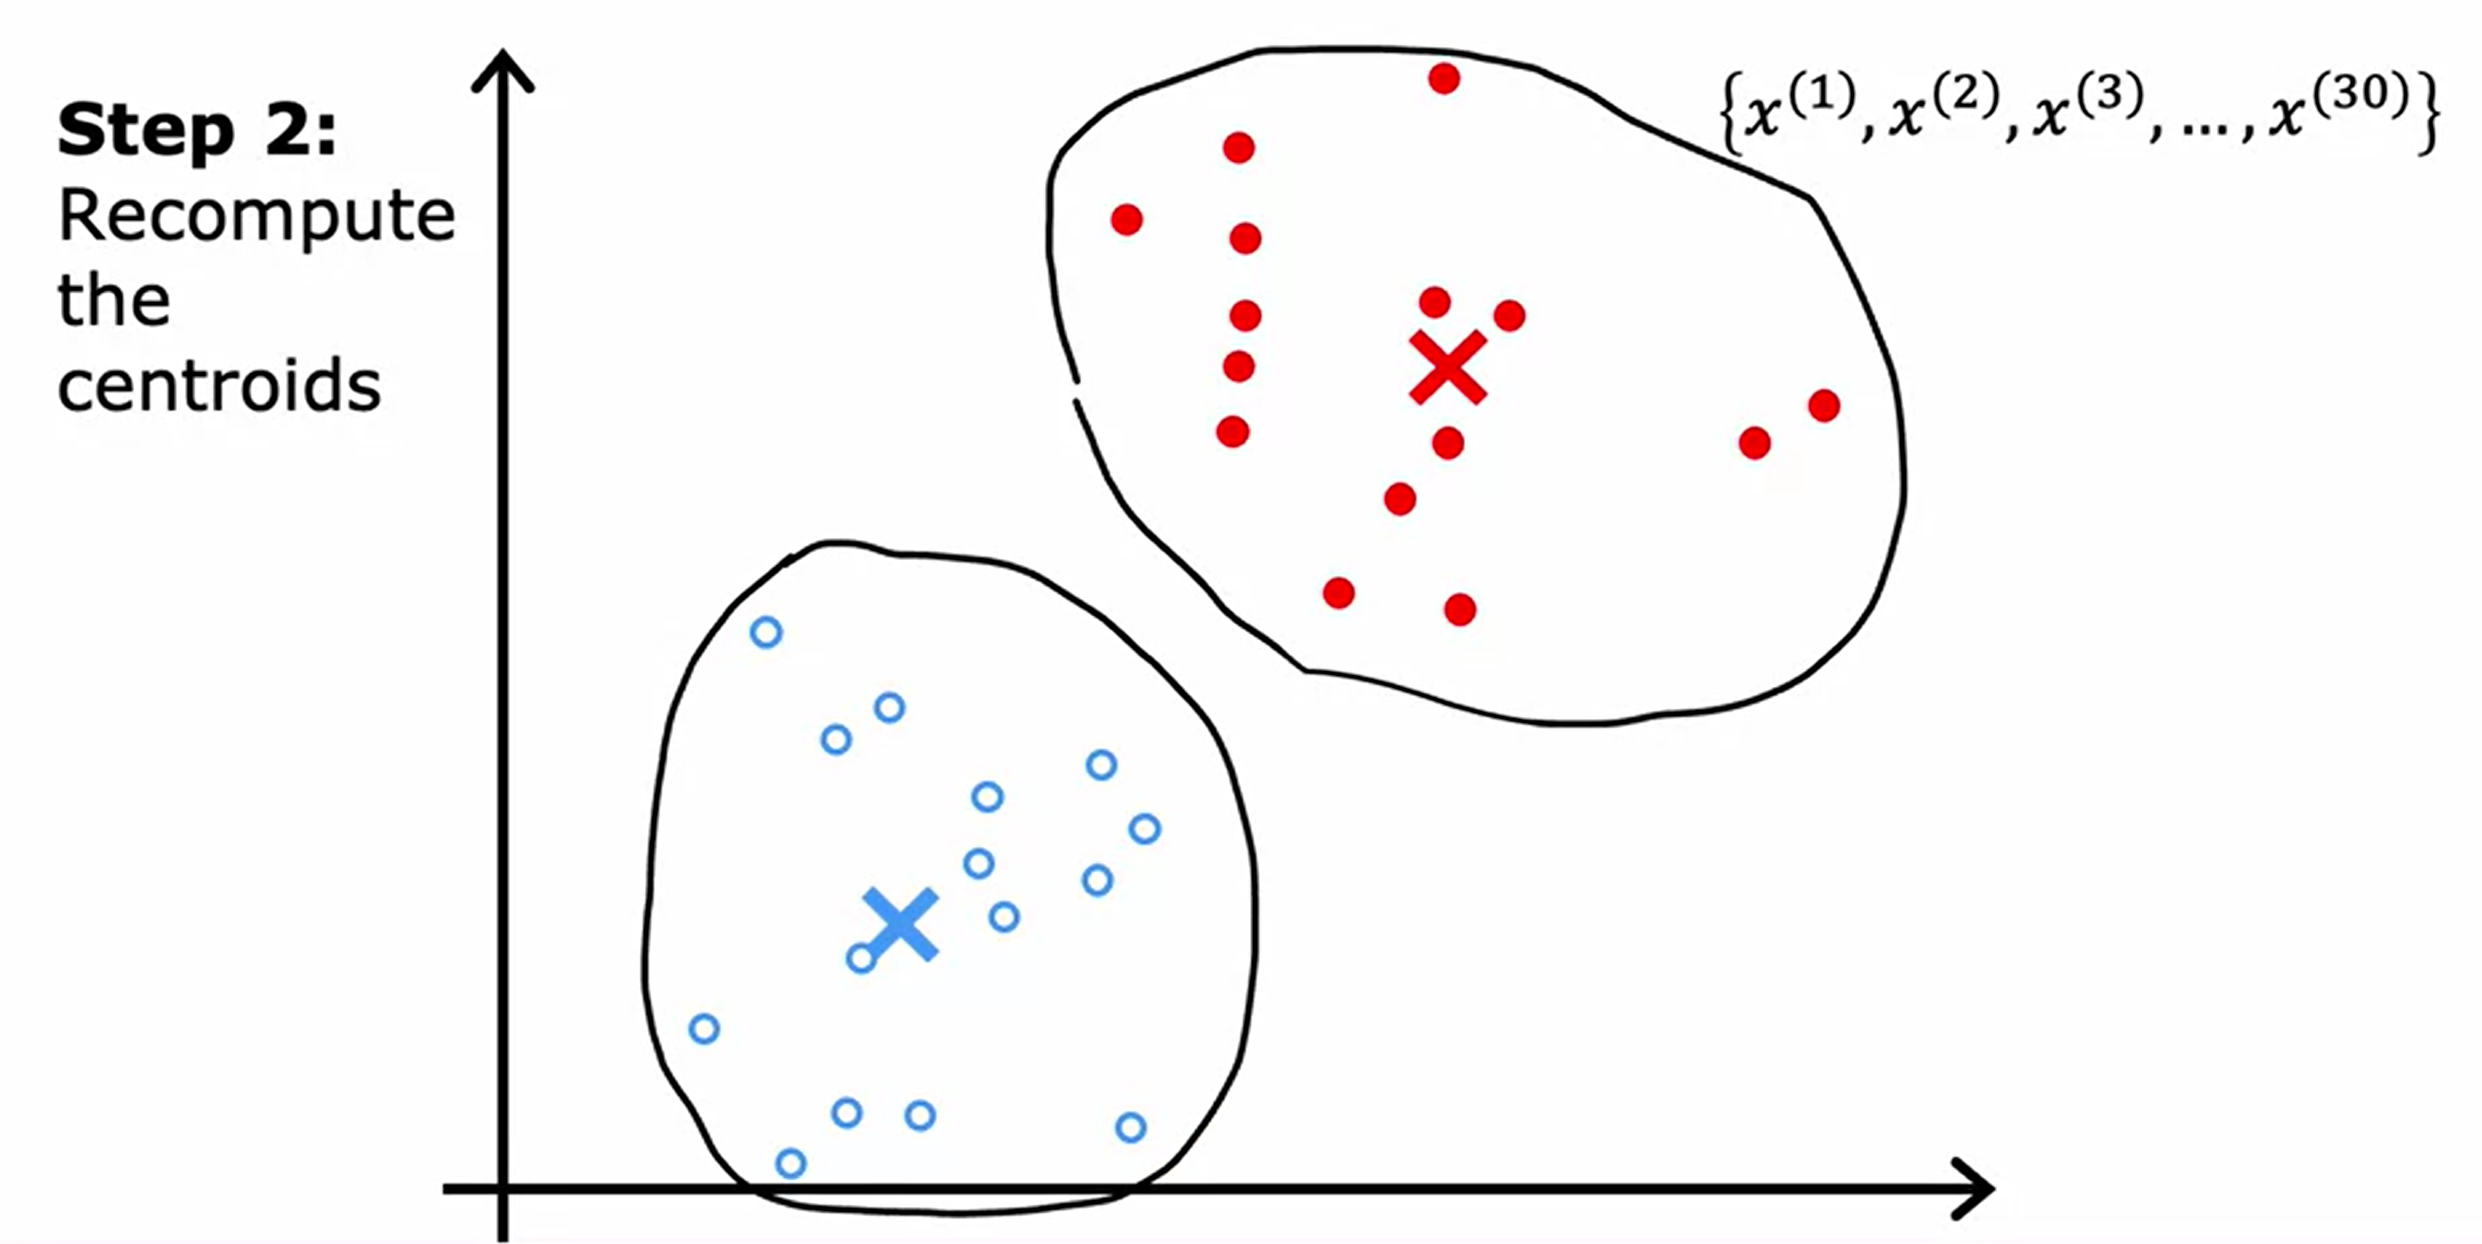 Step 2:
Recompute
the
centroids
{x⁽¹⁾, x⁽²⁾, x⁽³⁾, … , x⁽³⁰⁾}